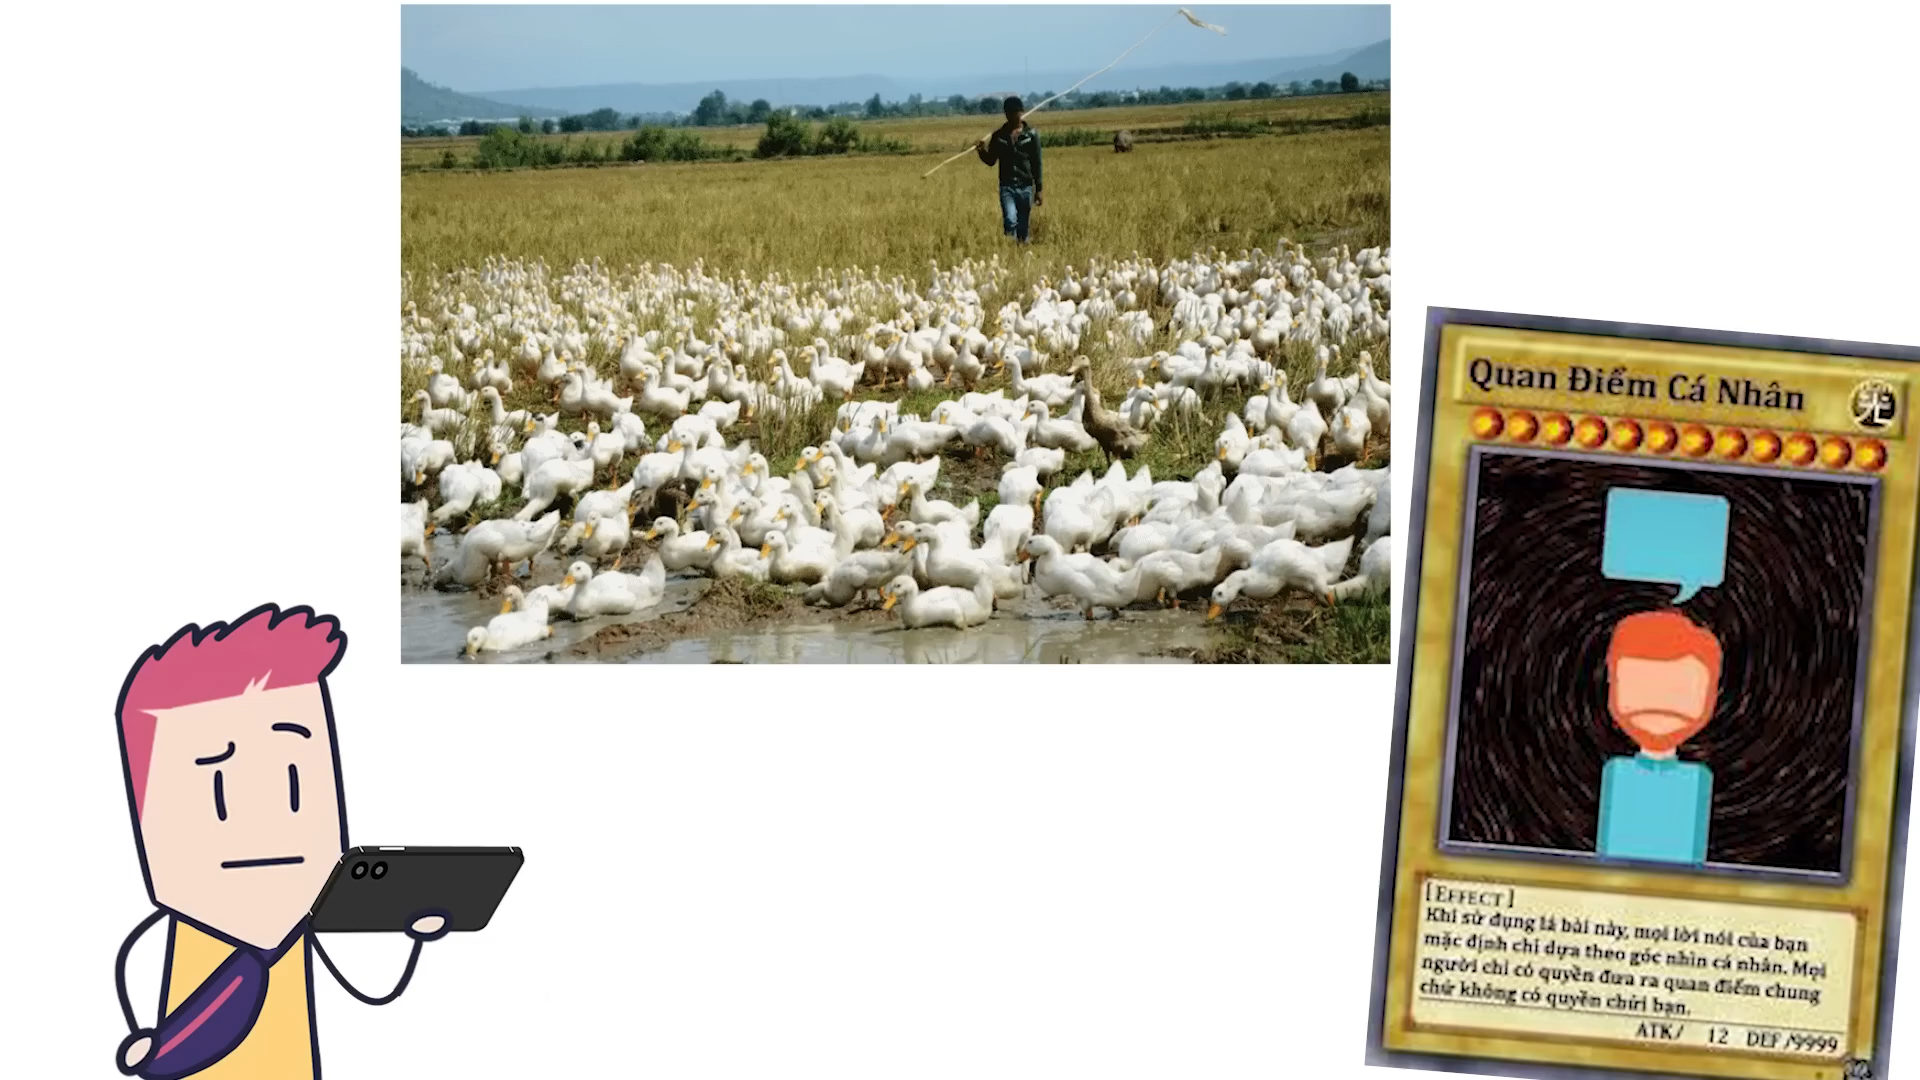 Quan Điểm Cá Nhân
光
[EFFECT]
Khi sử dụng lá bài này, mọi lời nói của bạn
mặc định chỉ dựa theo góc nhìn cá nhân. Mọi
người chỉ có quyền đưa ra quan điểm chung
chứ không có quyền chửi bạn.
ATK/ 12 DEF/9999